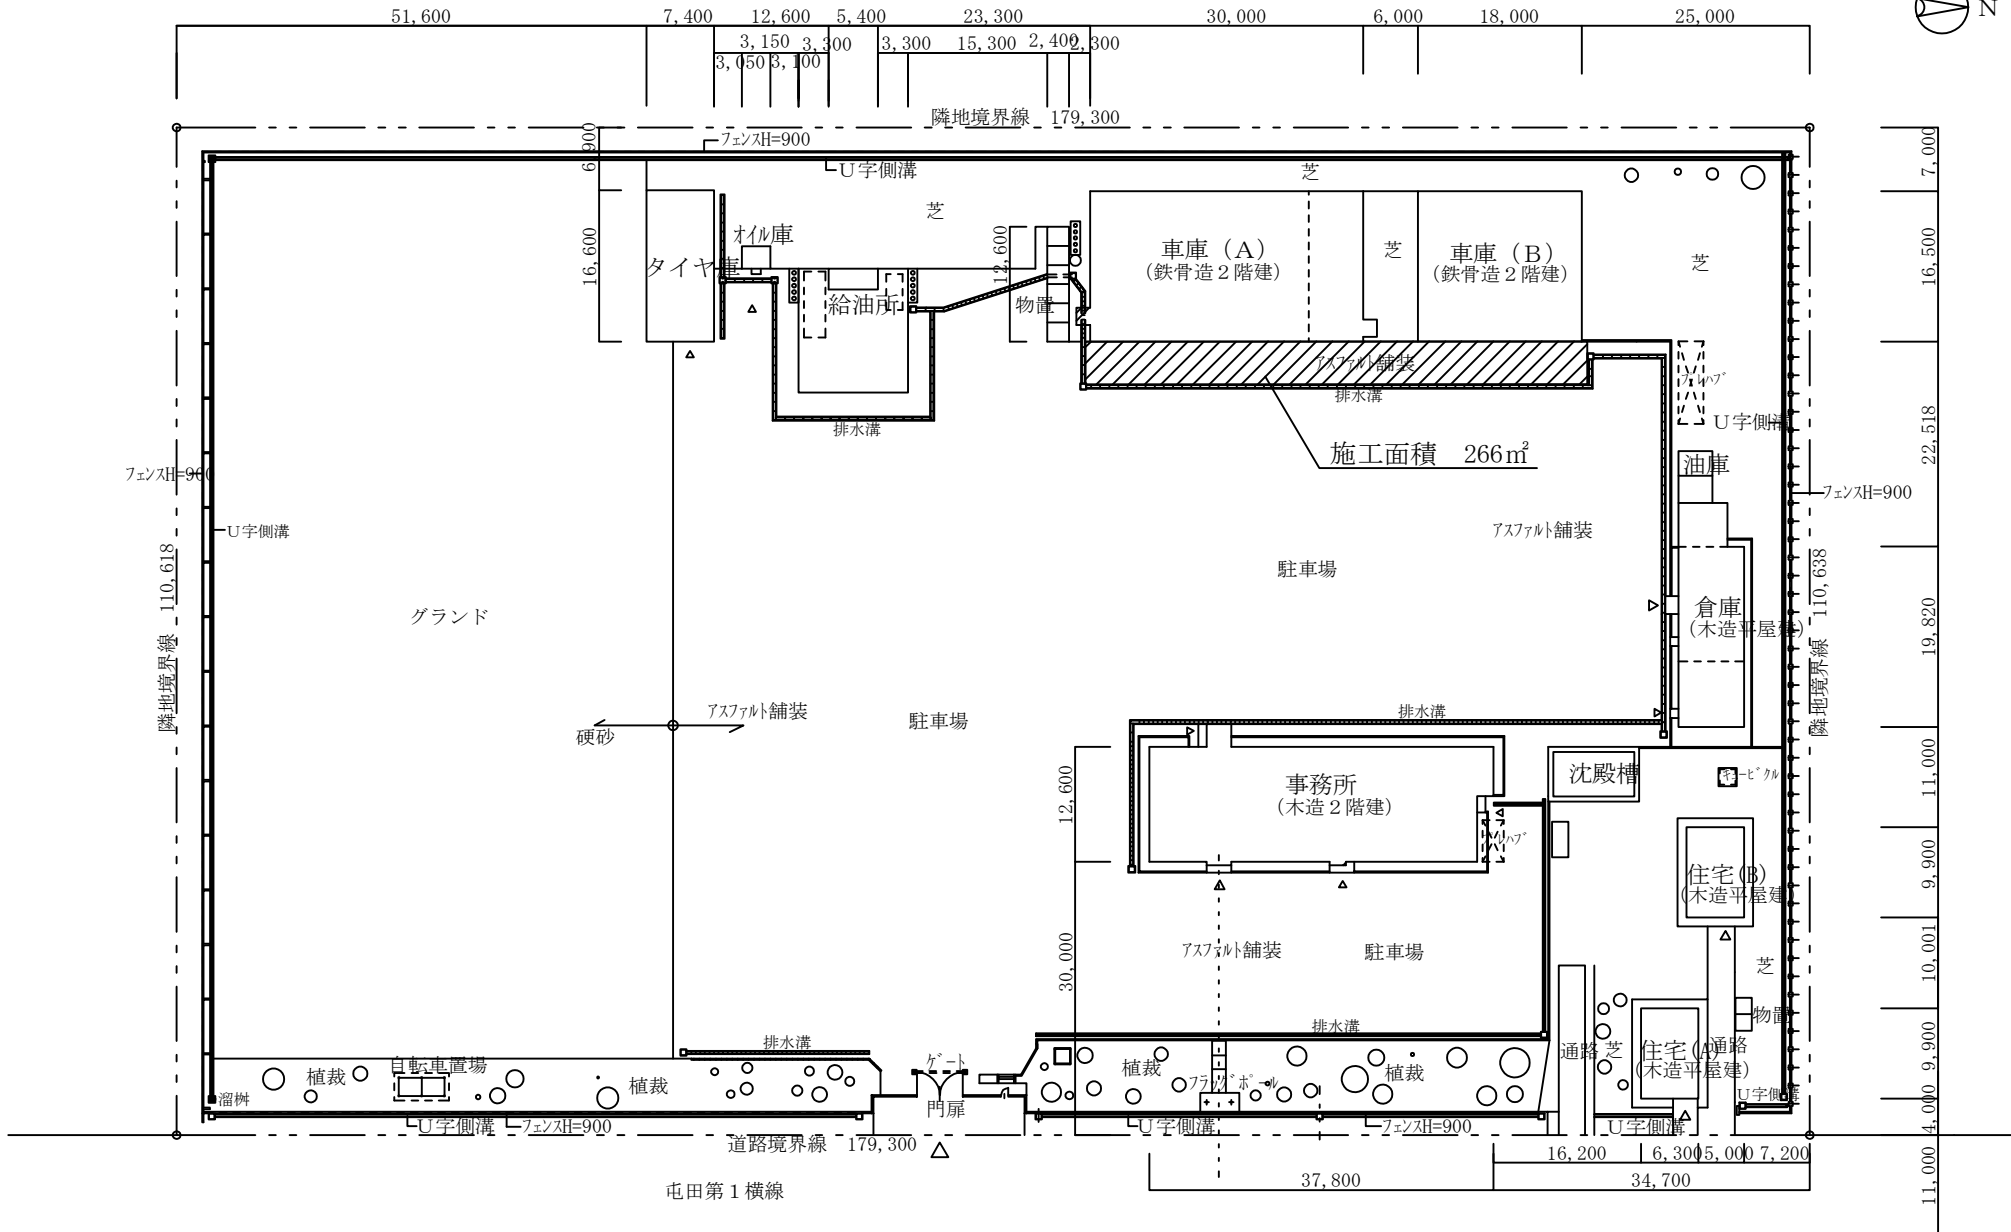 51,600 7,400 12,600 5,400 23,300 30,000 6,000 18,000 25,000
N
3,150 3,300 3,300 15,300 2,400 2,300
3,050 3,100
隣地境界線 179,300
フェンスH=900
U字側溝
芝
6,900
7,000
芝
オイル庫
タイヤ庫
16,600
給油所
12,600
物置
車庫（A）
（鉄骨造２階建）
芝
車庫（B）
（鉄骨造２階建）
芝
16,500
アスファルト舗装
排水溝
排水溝
プレハブ
U字側溝
22,518
施工面積 266㎡
油庫
フェンスH=900
フェンスH=900
U字側溝
アスファルト舗装
駐車場
隣地境界線 110,618
グランド
倉庫
（木造平屋建）
隣地境界線 110,638
19,820
アスファルト舗装
硬砂
駐車場
排水溝
事務所
（木造２階建）
12,600
沈殿槽
キュービクル
11,000
プレハブ
住宅(B)
（木造平屋建）
9,900
アスファルト舗装
駐車場
30,000
芝
10,001
物置
排水溝
排水溝
自転車置場
植裁
植裁
ゲート
植裁
フラッグポール
植裁
通路
芝
住宅(A)
（木造平屋建）
通路
9,900
溜桝
門扉
U字側溝
U字側溝
フェンスH=900
U字側溝
フェンスH=900
U字側溝
4,000
道路境界線 179,300
16,200 6,300 5,000 7,200
37,800 34,700
11,000
屯田第１横線